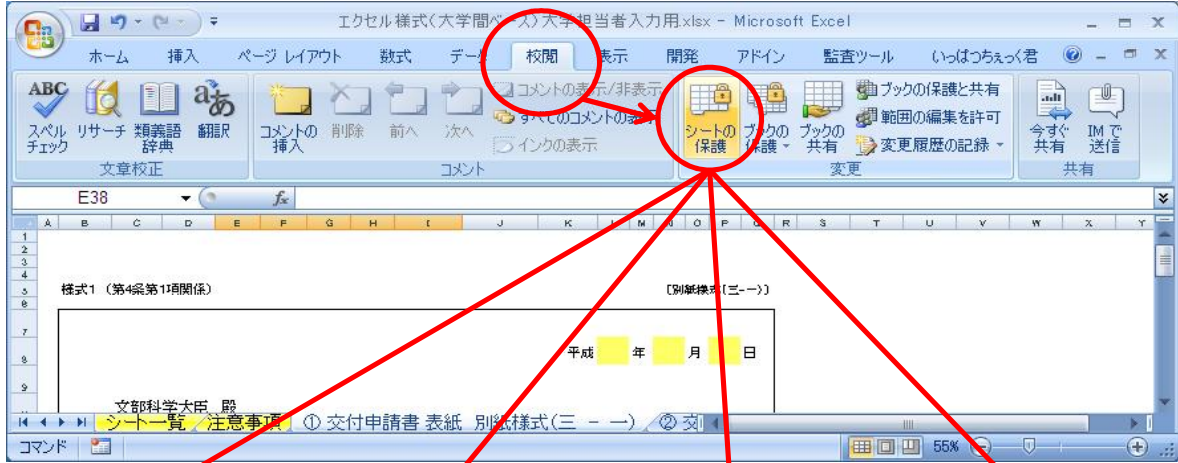 エクセル様式(大学間ベース)大学担当者入力用.xlsx - Microsoft Excel
ホーム 挿入 ページ レイアウト 数式 データ 校閲 表示 開発 アドイン 監査ツール いっぱつちぇっく君
ABC
スペル チェック
リサーチ
類義語 辞典
翻訳
文章校正
コメントの 挿入
削除
前へ
次へ
コメントの表示/非表示
すべてのコメントの表示
インクの表示
コメント
シートの 保護
ブックの 保護
ブックの 共有
ブックの保護と共有
範囲の編集を許可
変更履歴の記録
変更
今すぐ 共有
IM で 送信
共有
E38 fx
A B C D E F G H I J K L M N O P Q R S T U V W X Y
1
2
3
4
5 様式1 (第4条第1項関係) 〔別紙様式(三-一)〕
6
7
8 平成 年 月 日
9
文部科学大臣 殿
シート一覧 注意事項 ① 交付申請書 表紙 別紙様式(三 - 一) ② 交
コマンド 55%